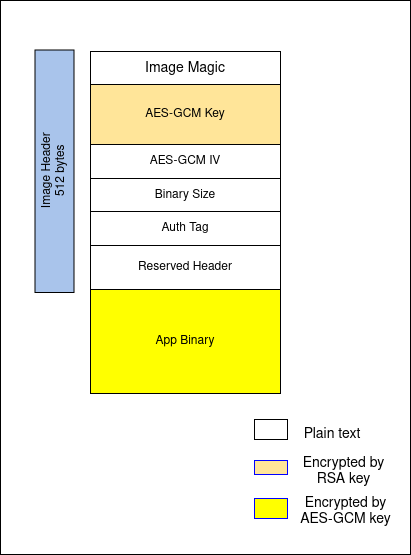 Image Header
512 bytes
Image Magic
AES-GCM Key
AES-GCM IV
Binary Size
Auth Tag
Reserved Header
App Binary
Plain text
Encrypted by
RSA key
Encrypted by
AES-GCM key